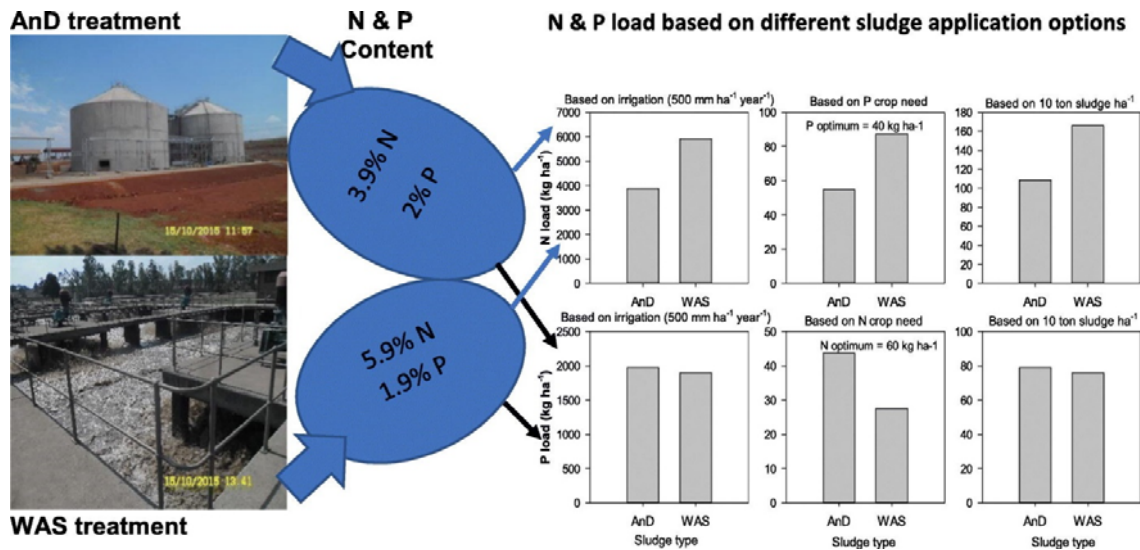 AnD treatment
N & P
Content
N & P load based on different sludge application options
15/10/2015 11:57
3.9% N
2% P
5.9% N
1.9% P
15/10/2015 13:41
WAS treatment
Based on irrigation (500 mm ha⁻¹ year⁻¹)
N load (kg ha⁻¹)
7000
6000
5000
4000
3000
2000
1000
0
AnD WAS
Based on P crop need
P optimum = 40 kg ha-1
100
80
60
40
20
0
AnD WAS
Based on 10 ton sludge ha⁻¹
180
160
140
120
100
80
60
40
20
0
AnD WAS
Based on irrigation (500 mm ha⁻¹ year⁻¹)
P load (kg ha⁻¹)
2500
2000
1500
1000
500
0
AnD WAS
Sludge type
Based on N crop need
N optimum = 60 kg ha-1
50
40
30
20
10
0
AnD WAS
Sludge type
Based on 10 ton sludge ha⁻¹
100
80
60
40
20
0
AnD WAS
Sludge type